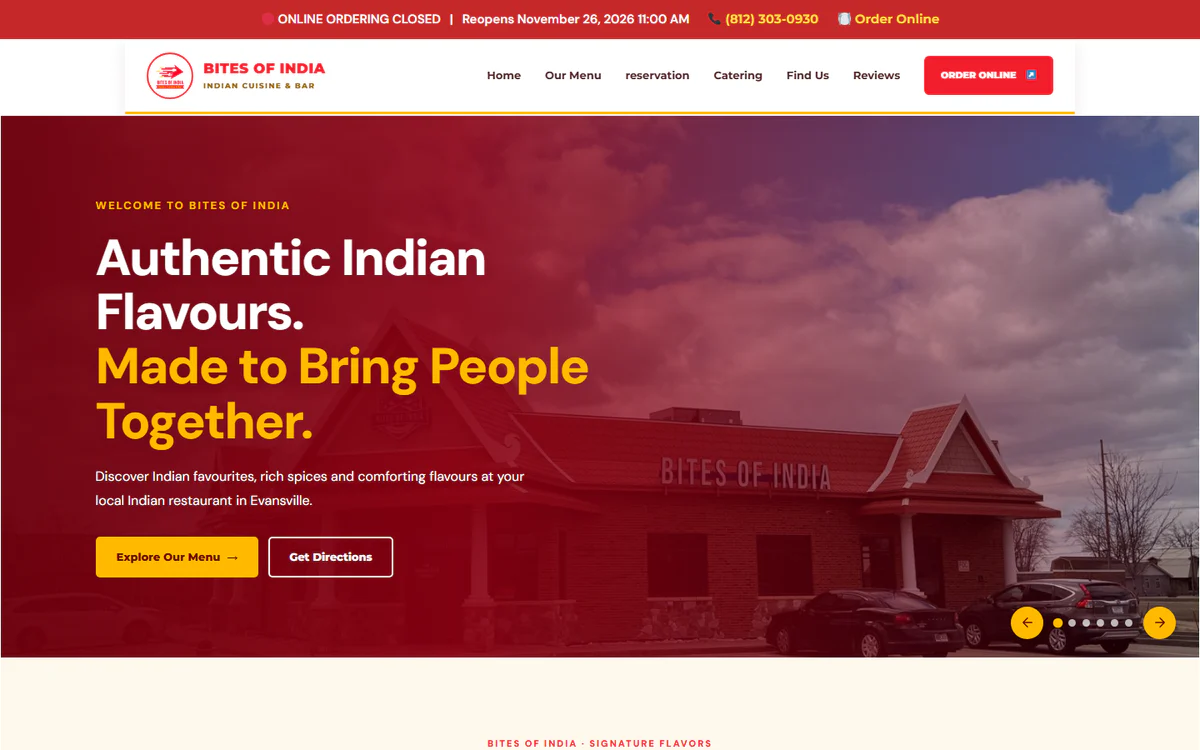 ONLINE ORDERING CLOSED | Reopens November 26, 2026 11:00 AM (812) 303-0930 Order Online
BITES OF INDIA
INDIAN CUISINE & BAR
Home Our Menu reservation Catering Find Us Reviews ORDER ONLINE
WELCOME TO BITES OF INDIA
Authentic Indian
Flavours.
Made to Bring People
Together.
BITES OF INDIA
Discover Indian favourites, rich spices and comforting flavours at your
local Indian restaurant in Evansville.
Explore Our Menu → Get Directions
BITES OF INDIA · SIGNATURE FLAVORS